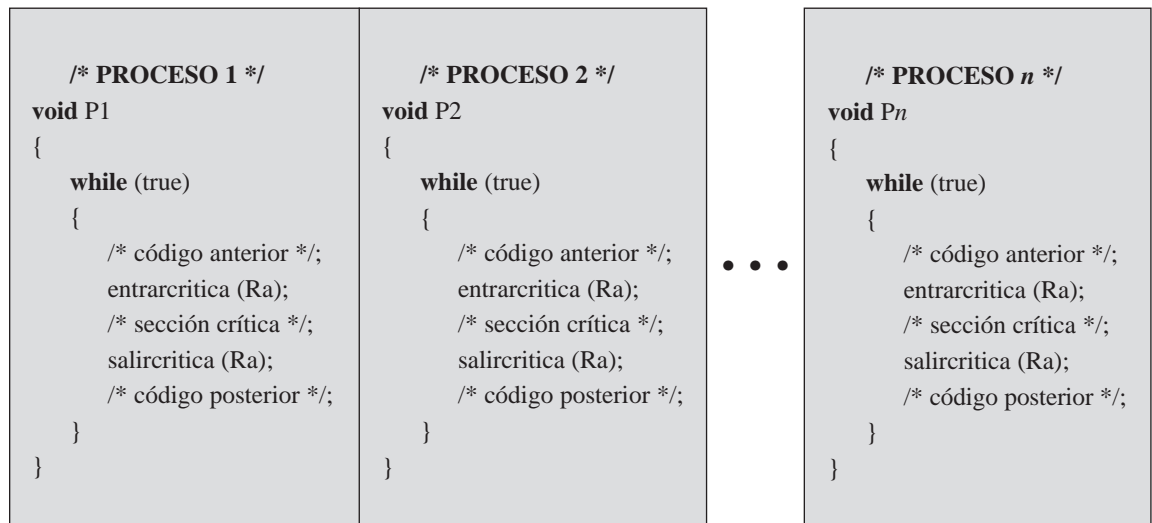 /* PROCESO 1 */
void P1
{
while (true)
{
/* código anterior */;
entrarcritica (Ra);
/* sección crítica */;
salircritica (Ra);
/* código posterior */;
}
}
/* PROCESO 2 */
void P2
{
while (true)
{
/* código anterior */;
entrarcritica (Ra);
/* sección crítica */;
salircritica (Ra);
/* código posterior */;
}
}
• • •
/* PROCESO n */
void Pn
{
while (true)
{
/* código anterior */;
entrarcritica (Ra);
/* sección crítica */;
salircritica (Ra);
/* código posterior */;
}
}